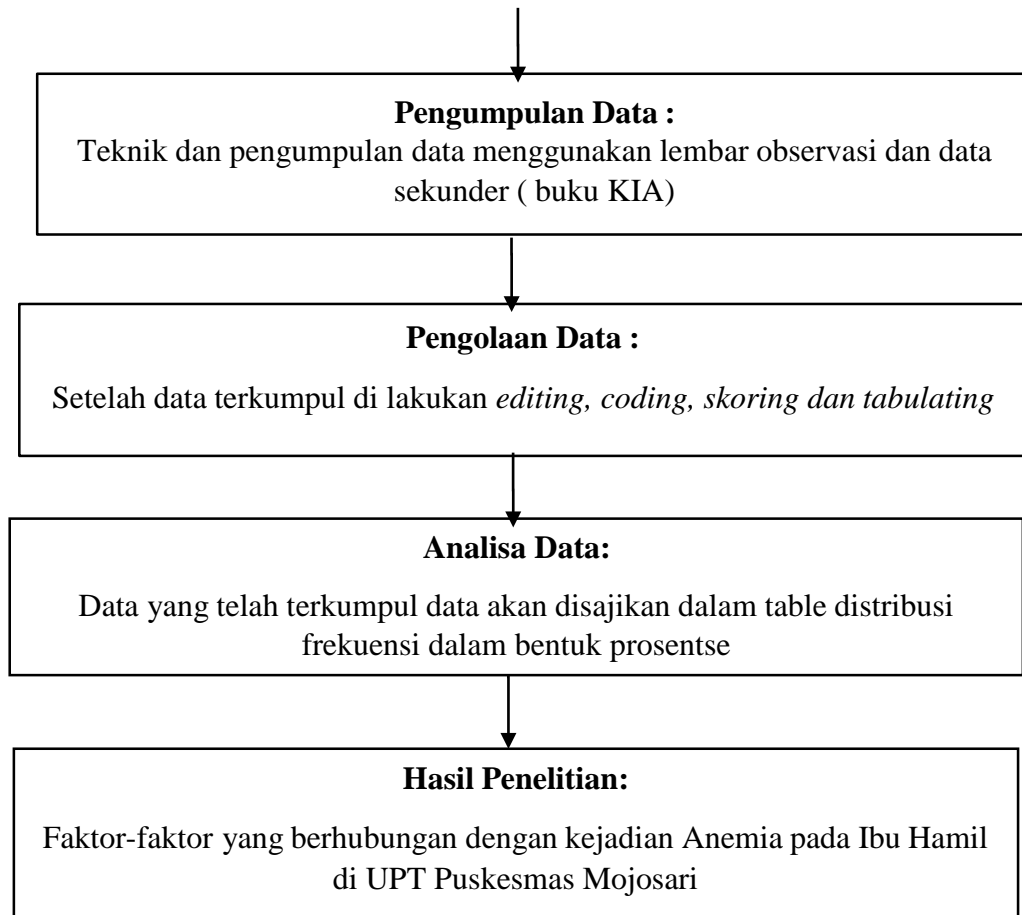 Pengumpulan Data :
Teknik dan pengumpulan data menggunakan lembar observasi dan data
sekunder ( buku KIA)
Pengolaan Data :
Setelah data terkumpul di lakukan editing, coding, skoring dan tabulating
Analisa Data:
Data yang telah terkumpul data akan disajikan dalam table distribusi
frekuensi dalam bentuk prosentse
Hasil Penelitian:
Faktor-faktor yang berhubungan dengan kejadian Anemia pada Ibu Hamil
di UPT Puskesmas Mojosari